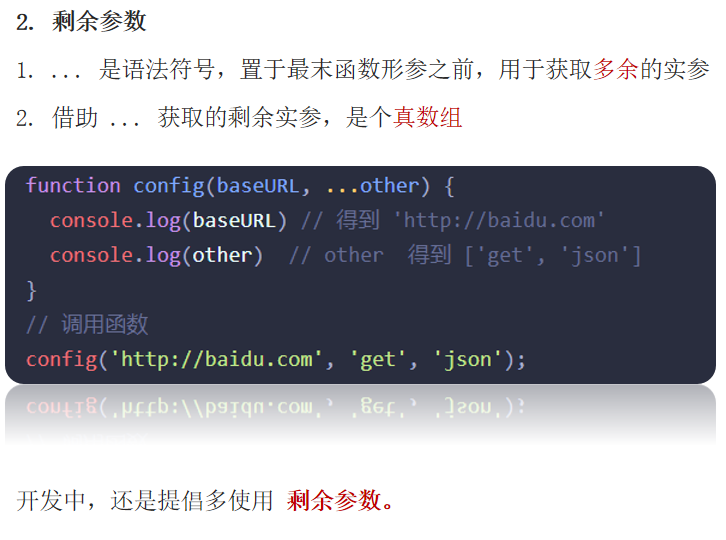 2. 剩余参数
1. ... 是语法符号，置于最末函数形参之前，用于获取多余的实参
2. 借助 ... 获取的剩余实参，是个真数组
function config(baseURL, ...other) {
  console.log(baseURL) // 得到 'http://baidu.com'
  console.log(other)  // other  得到 ['get', 'json']
}
// 调用函数
config('http://baidu.com', 'get', 'json');
开发中，还是提倡多使用 剩余参数。